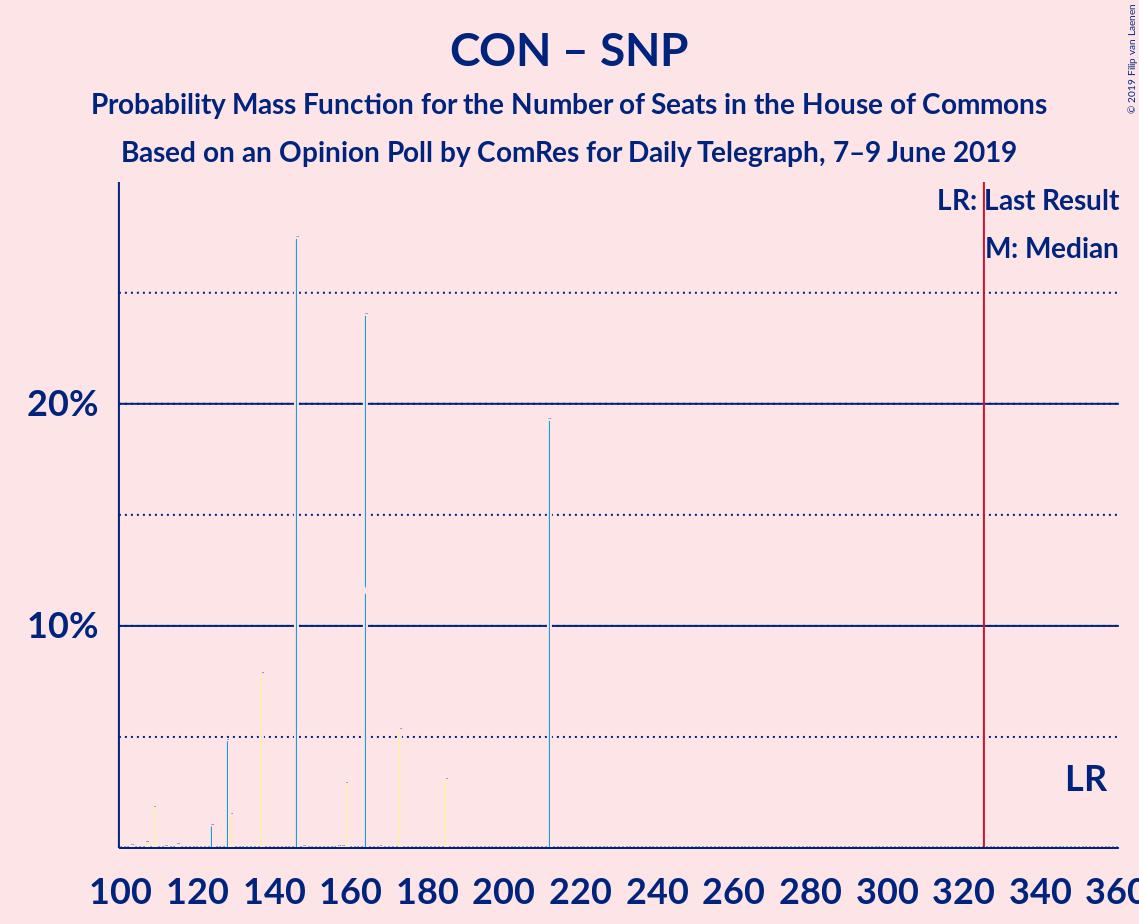 CON – SNP
Probability Mass Function for the Number of Seats in the House of Commons
Based on an Opinion Poll by ComRes for Daily Telegraph, 7–9 June 2019
© 2019 Filip van Laenen
LR: Last Result
M: Median
20%
10%
LR
100 120 140 160 180 200 220 240 260 280 300 320 340 360